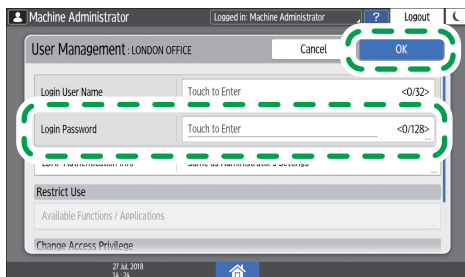 Machine Administrator
Logged in: Machine Administrator
?
Logout
User Management : LONDON OFFICE
Cancel
OK
Login User Name
Touch to Enter
<0/32>
Login Password
Touch to Enter
<0/128>
...
LDAP Authentication Info
Same as Administrator's Settings
...
Restrict Use
Available Functions / Applications
...
Change Access Privilege
27 Jul. 2018
14 : 24